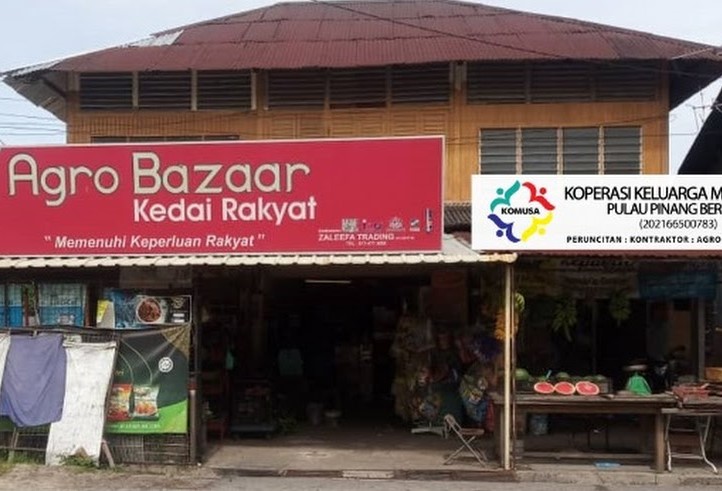 Agro Bazaar
Kedai Rakyat
" Memenuhi Keperluan Rakyat "
ZALEEFA TRADING
KOMUSA
KOPERASI KELUARGA M
PULAU PINANG BER
(202166500783)
PERUNCITAN : KONTRAKTOR : AGRO